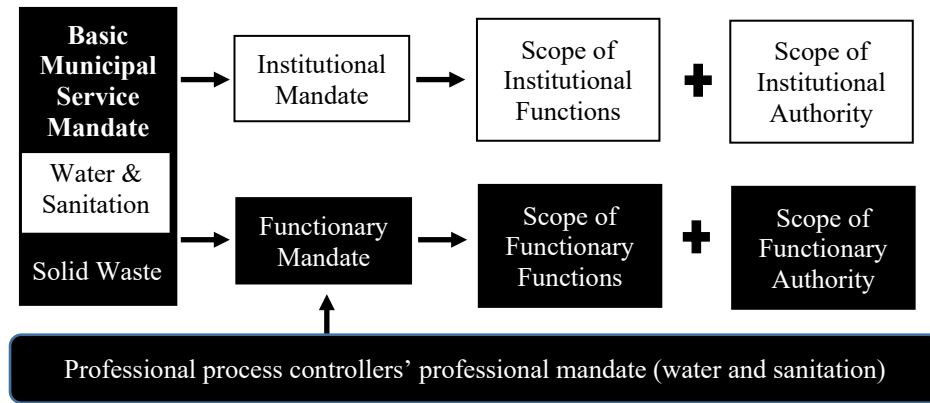 Basic
Municipal
Service
Mandate
Water &
Sanitation
Solid Waste
Institutional
Mandate
Scope of
Institutional
Functions
+
Scope of
Institutional
Authority
Functionary
Mandate
Scope of
Functionary
Functions
+
Scope of
Functionary
Authority
Professional process controllers’ professional mandate (water and sanitation)